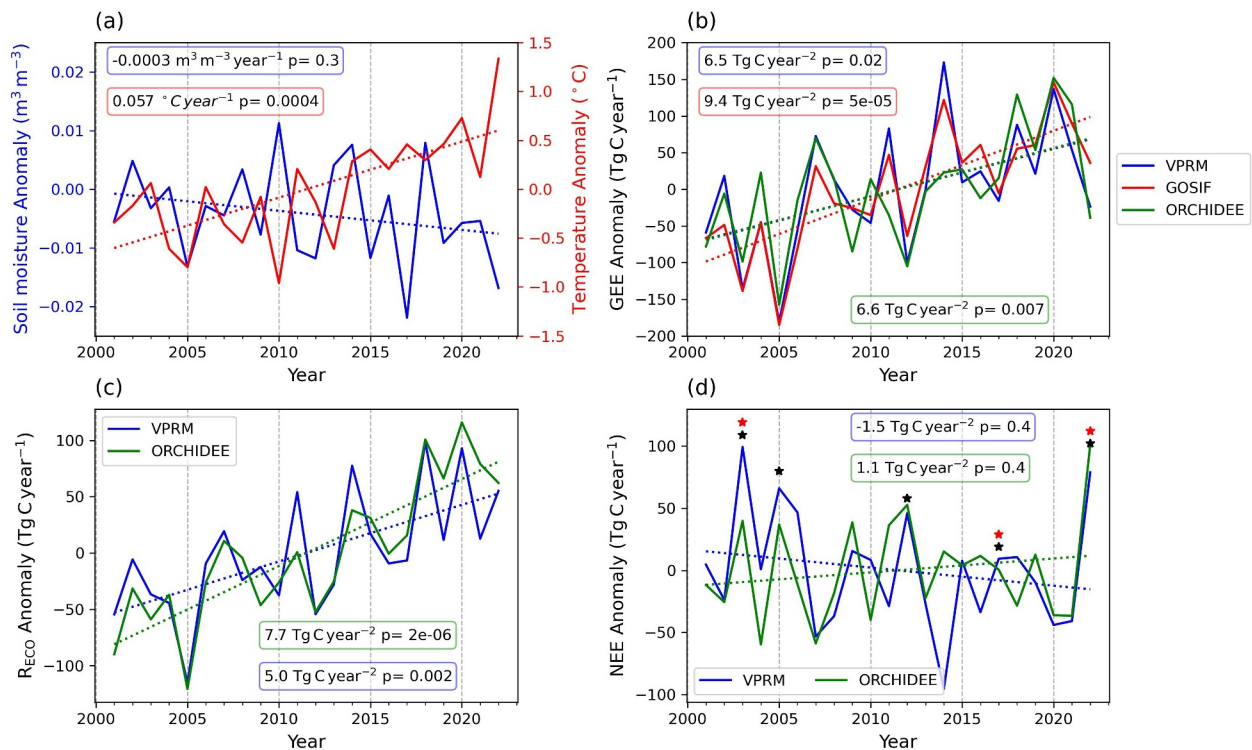 (a)
-0.0003 m³ m⁻³ year⁻¹ p= 0.3
0.057 °C year⁻¹ p= 0.0004
Soil moisture Anomaly (m³ m⁻³)
0.02
0.01
0.00
−0.01
−0.02
Temperature Anomaly (°C)
1.5
1.0
0.5
0.0
−0.5
−1.0
−1.5
2000 2005 2010 2015 2020
Year
(b)
6.5 Tg C year⁻² p= 0.02
9.4 Tg C year⁻² p= 5e-05
6.6 Tg C year⁻² p= 0.007
GEE Anomaly (Tg C year⁻¹)
200
150
100
50
0
−50
−100
−150
−200
2000 2005 2010 2015 2020
Year
VPRM
GOSIF
ORCHIDEE
(c)
VPRM
ORCHIDEE
7.7 Tg C year⁻² p= 2e-06
5.0 Tg C year⁻² p= 0.002
R_ECO Anomaly (Tg C year⁻¹)
100
50
0
−50
−100
2000 2005 2010 2015 2020
Year
(d)
-1.5 Tg C year⁻² p= 0.4
1.1 Tg C year⁻² p= 0.4
NEE Anomaly (Tg C year⁻¹)
100
50
0
−50
−100
VPRM ORCHIDEE
2000 2005 2010 2015 2020
Year